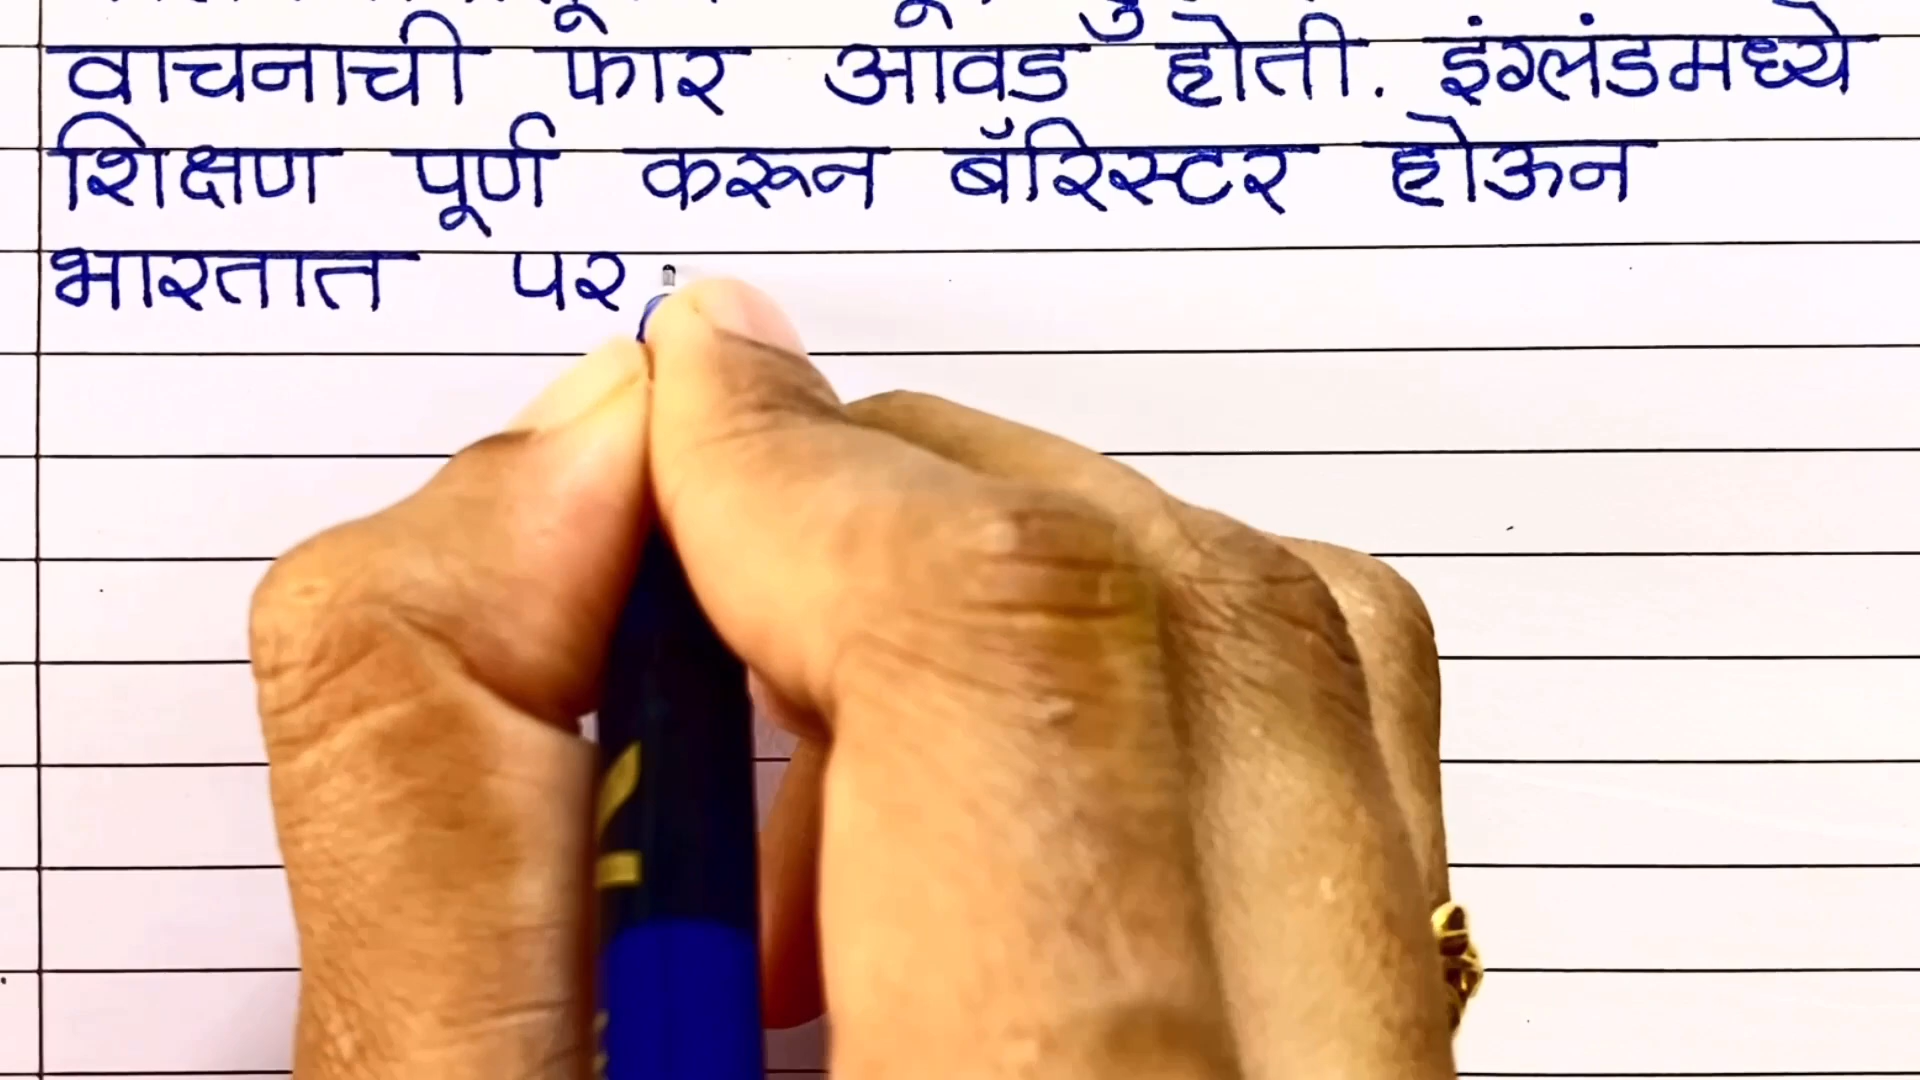 वाचनाची फार आवड होती. इंग्लंडमध्ये
शिक्षण पूर्ण करून बॅरिस्टर होऊन
भारतात पर